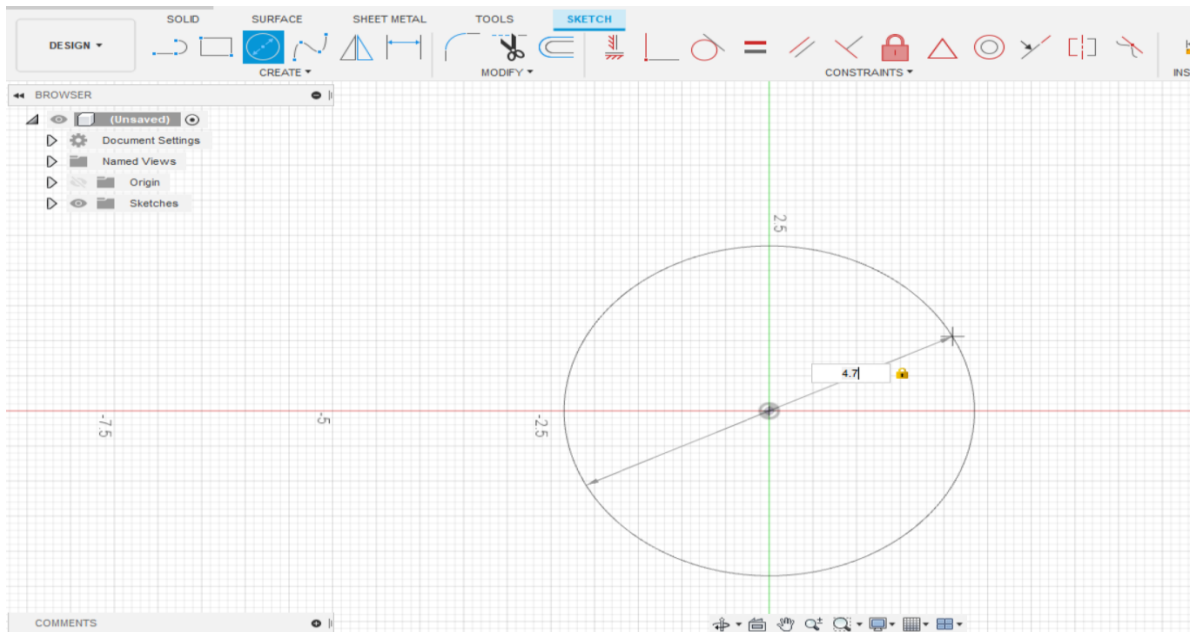 SOLID SURFACE SHEET METAL TOOLS SKETCH
DESIGN
CREATE MODIFY CONSTRAINTS INS
BROWSER
(Unsaved)
Document Settings
Named Views
Origin
Sketches
2.5
4.7
-7.5 -5 -2.5
COMMENTS